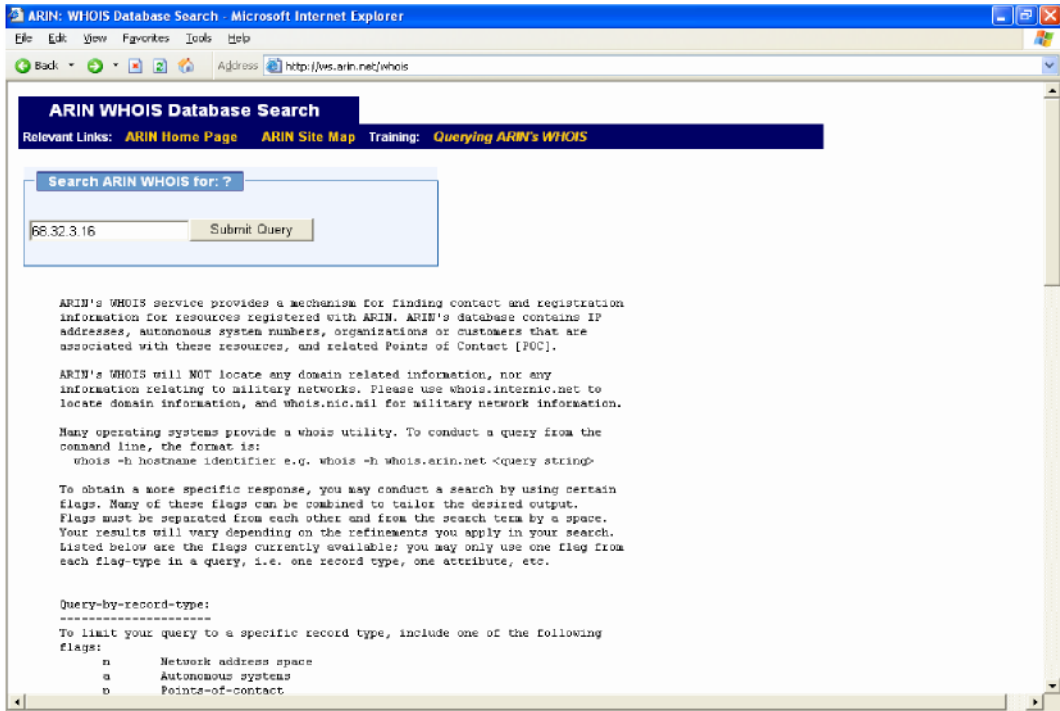 ARIN: WHOIS Database Search - Microsoft Internet Explorer
File Edit View Favorites Tools Help
Back Address http://ws.arin.net/whois
ARIN WHOIS Database Search
Relevant Links: ARIN Home Page ARIN Site Map Training: Querying ARIN's WHOIS
Search ARIN WHOIS for: ?
68.32.3.16 Submit Query
ARIN's WHOIS service provides a mechanism for finding contact and registration
information for resources registered with ARIN. ARIN's database contains IP
addresses, autonomous system numbers, organizations or customers that are
associated with these resources, and related Points of Contact [POC].
ARIN's WHOIS will NOT locate any domain related information, nor any
information relating to military networks. Please use whois.internic.net to
locate domain information, and whois.nic.mil for military network information.
Many operating systems provide a whois utility. To conduct a query from the
command line, the format is:
whois -h hostname identifier e.g. whois -h whois.arin.net <query string>
To obtain a more specific response, you may conduct a search by using certain
flags. Many of these flags can be combined to tailor the desired output.
Flags must be separated from each other and from the search term by a space.
Your results will vary depending on the refinements you apply in your search.
Listed below are the flags currently available; you may only use one flag from
each flag-type in a query, i.e. one record type, one attribute, etc.
Query-by-record-type:
---------------------
To limit your query to a specific record type, include one of the following
flags:
n Network address space
a Autonomous systems
p Points-of-contact